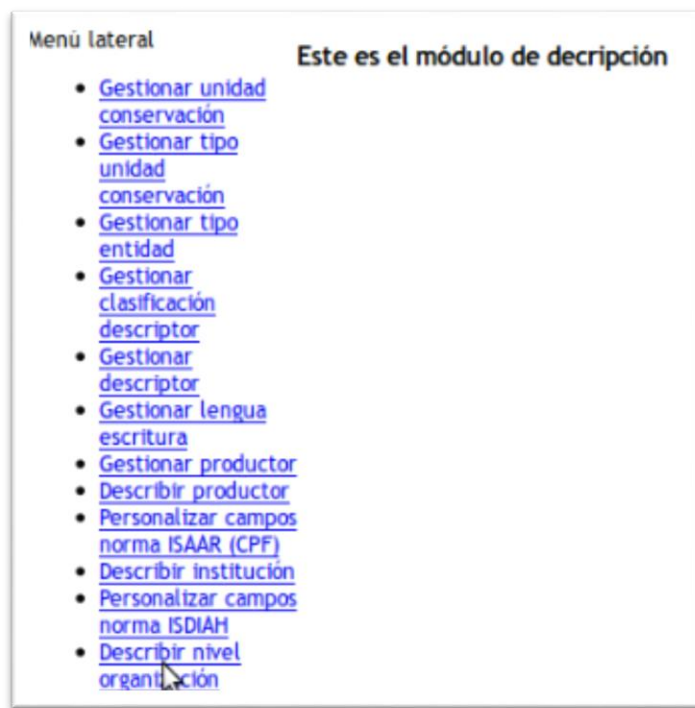 Menú lateral
Este es el módulo de decripción
Gestionar unidad
conservación
Gestionar tipo
unidad
conservación
Gestionar tipo
entidad
Gestionar
clasificación
descriptor
Gestionar
descriptor
Gestionar lengua
escritura
Gestionar productor
Describir productor
Personalizar campos
norma ISAAR (CPF)
Describir institución
Personalizar campos
norma ISDIAH
Describir nivel
organización